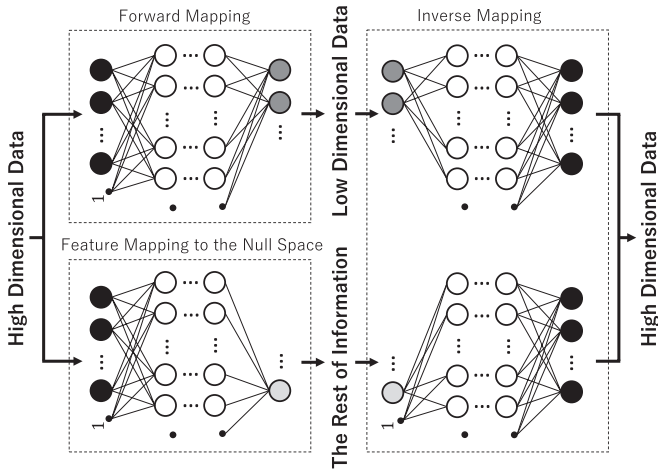 Forward Mapping
Inverse Mapping
High Dimensional Data
Low Dimensional Data
High Dimensional Data
1
Feature Mapping to the Null Space
The Rest of Information
1
1